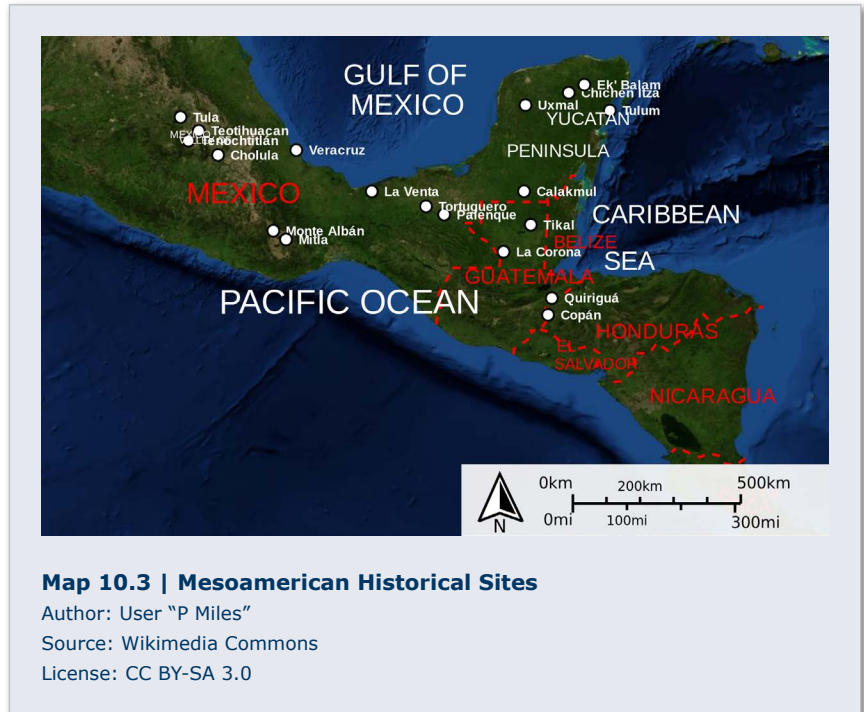 GULF OF
MEXICO
Ek' Balam
Chichen Itza
Uxmal
Tulum
YUCATAN
PENINSULA
Tula
Teotihuacan
MEXICO
Tenochtitlán
Cholula
Veracruz
MEXICO
La Venta
Calakmul
Tortuguero
Palenque
CARIBBEAN
SEA
Tikal
BELIZE
Monte Albán
Mitla
La Corona
GUATEMALA
PACIFIC OCEAN
Quiriguá
Copán
HONDURAS
EL
SALVADOR
NICARAGUA
0km 200km 500km
0mi 100mi 300mi
N
Map 10.3 | Mesoamerican Historical Sites
Author: User “P Miles”
Source: Wikimedia Commons
License: CC BY-SA 3.0